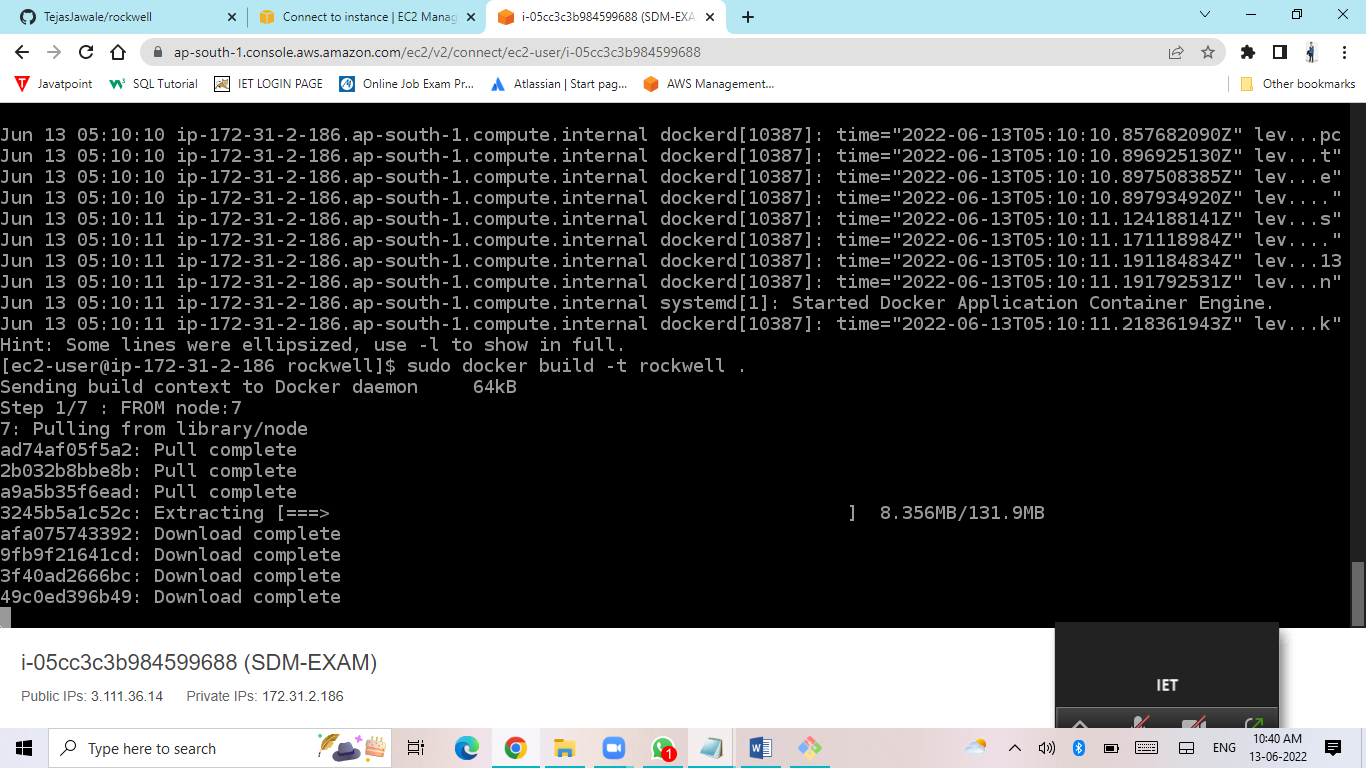 TejasJawale/rockwell
Connect to instance | EC2 Manag
i-05cc3c3b984599688 (SDM-EXA
ap-south-1.console.aws.amazon.com/ec2/v2/connect/ec2-user/i-05cc3c3b984599688
Javatpoint
SQL Tutorial
IET LOGIN PAGE
Online Job Exam Pr...
Atlassian | Start pag...
AWS Management...
Other bookmarks
Jun 13 05:10:10 ip-172-31-2-186.ap-south-1.compute.internal dockerd[10387]: time="2022-06-13T05:10:10.857682090Z" lev...pc
Jun 13 05:10:10 ip-172-31-2-186.ap-south-1.compute.internal dockerd[10387]: time="2022-06-13T05:10:10.896925130Z" lev...t"
Jun 13 05:10:10 ip-172-31-2-186.ap-south-1.compute.internal dockerd[10387]: time="2022-06-13T05:10:10.897508385Z" lev...e"
Jun 13 05:10:10 ip-172-31-2-186.ap-south-1.compute.internal dockerd[10387]: time="2022-06-13T05:10:10.897934920Z" lev...."
Jun 13 05:10:11 ip-172-31-2-186.ap-south-1.compute.internal dockerd[10387]: time="2022-06-13T05:10:11.124188141Z" lev...s"
Jun 13 05:10:11 ip-172-31-2-186.ap-south-1.compute.internal dockerd[10387]: time="2022-06-13T05:10:11.171118984Z" lev...."
Jun 13 05:10:11 ip-172-31-2-186.ap-south-1.compute.internal dockerd[10387]: time="2022-06-13T05:10:11.191184834Z" lev...13
Jun 13 05:10:11 ip-172-31-2-186.ap-south-1.compute.internal dockerd[10387]: time="2022-06-13T05:10:11.191792531Z" lev...n"
Jun 13 05:10:11 ip-172-31-2-186.ap-south-1.compute.internal systemd[1]: Started Docker Application Container Engine.
Jun 13 05:10:11 ip-172-31-2-186.ap-south-1.compute.internal dockerd[10387]: time="2022-06-13T05:10:11.218361943Z" lev...k"
Hint: Some lines were ellipsized, use -l to show in full.
[ec2-user@ip-172-31-2-186 rockwell]$ sudo docker build -t rockwell .
Sending build context to Docker daemon     64kB
Step 1/7 : FROM node:7
7: Pulling from library/node
ad74af05f5a2: Pull complete
2b032b8bbe8b: Pull complete
a9a5b35f6ead: Pull complete
3245b5a1c52c: Extracting [===>                                               ]  8.356MB/131.9MB
afa075743392: Download complete
9fb9f21641cd: Download complete
3f40ad2666bc: Download complete
49c0ed396b49: Download complete
i-05cc3c3b984599688 (SDM-EXAM)
Public IPs: 3.111.36.14 Private IPs: 172.31.2.186
IET
Type here to search
1
ENG
10:40 AM
13-06-2022